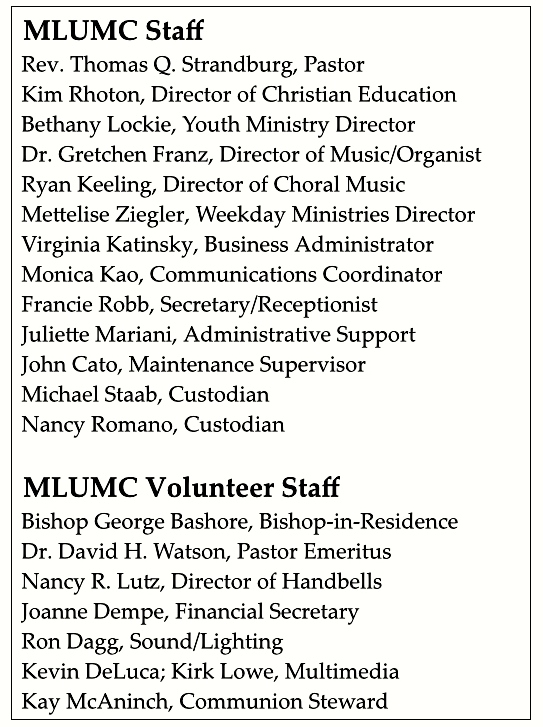 MLUMC Staff
Rev. Thomas Q. Strandburg, Pastor
Kim Rhoton, Director of Christian Education
Bethany Lockie, Youth Ministry Director
Dr. Gretchen Franz, Director of Music/Organist
Ryan Keeling, Director of Choral Music
Mettelise Ziegler, Weekday Ministries Director
Virginia Katinsky, Business Administrator
Monica Kao, Communications Coordinator
Francie Robb, Secretary/Receptionist
Juliette Mariani, Administrative Support
John Cato, Maintenance Supervisor
Michael Staab, Custodian
Nancy Romano, Custodian
MLUMC Volunteer Staff
Bishop George Bashore, Bishop-in-Residence
Dr. David H. Watson, Pastor Emeritus
Nancy R. Lutz, Director of Handbells
Joanne Dempe, Financial Secretary
Ron Dagg, Sound/Lighting
Kevin DeLuca; Kirk Lowe, Multimedia
Kay McAninch, Communion Steward